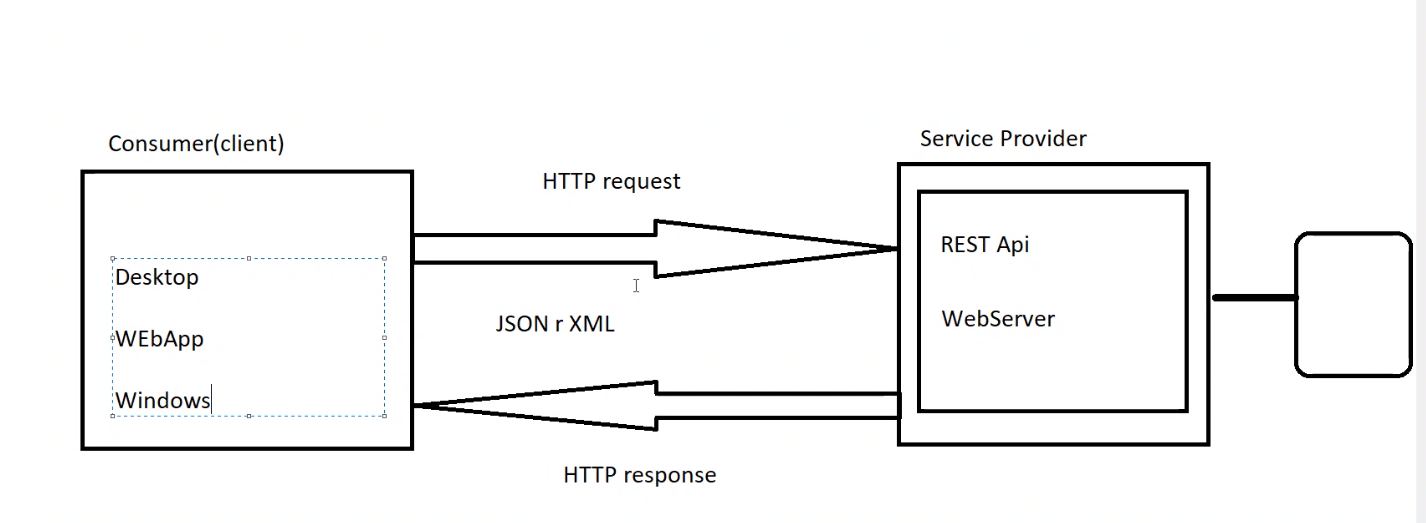 Consumer(client)
Service Provider
HTTP request
REST Api
Desktop
JSON r XML
WebServer
WEbApp
Windows
HTTP response